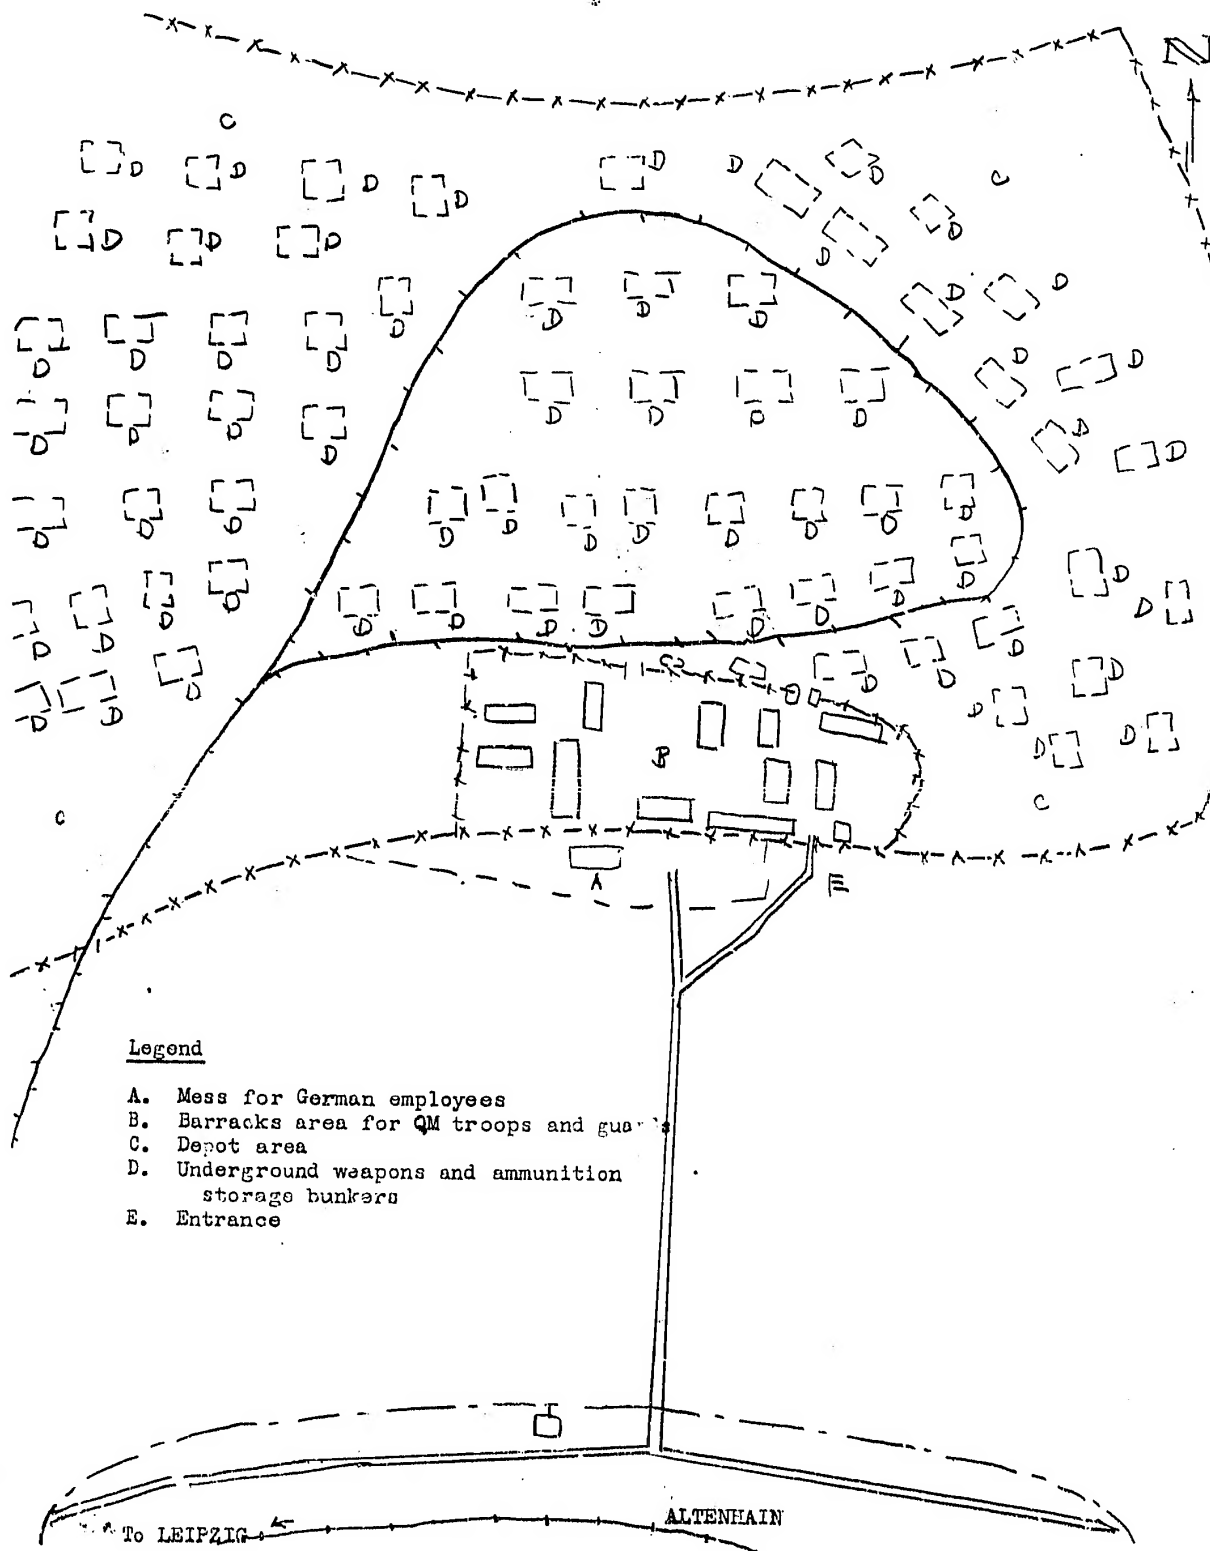 N
Legend
A. Mess for German employees
B. Barracks area for QM troops and
C. Depot area
D. Underground weapons and ammunition
storage bunkers
E. Entrance
C
C
D D D D D D D
D D D
D D D D
D D D D D
D D D
D D D D D
D D D D D D
D D D D D
D D D D D D D D D D D
D D D D D D D D D D
D D D D D D D D D D
D D D D D D D D
B
C
C
A
E
ALTENHAIN
To LEIPZIG